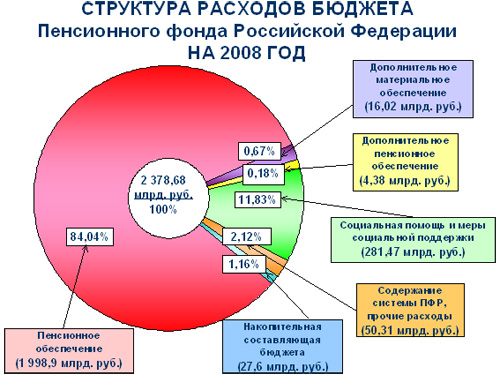 СТРУКТУРА РАСХОДОВ БЮДЖЕТА
Пенсионного фонда Российской Федерации
НА 2008 ГОД
Дополнительное
материальное
обеспечение
(16,02 млрд. руб.)
0,67%
Дополнительное
пенсионное
обеспечение
(4,38 млрд. руб.)
0,18%
2 378,68
млрд. руб.
100%
11,83%
Социальная помощь и меры
социальной поддержки
(281,47 млрд. руб.)
84,04%
2,12%
1,16%
Содержание
системы ПФР,
прочие расходы
(50,31 млрд. руб.)
Накопительная
составляющая
бюджета
(27,6 млрд. руб.)
Пенсионное
обеспечение
(1 998,9 млрд. руб.)